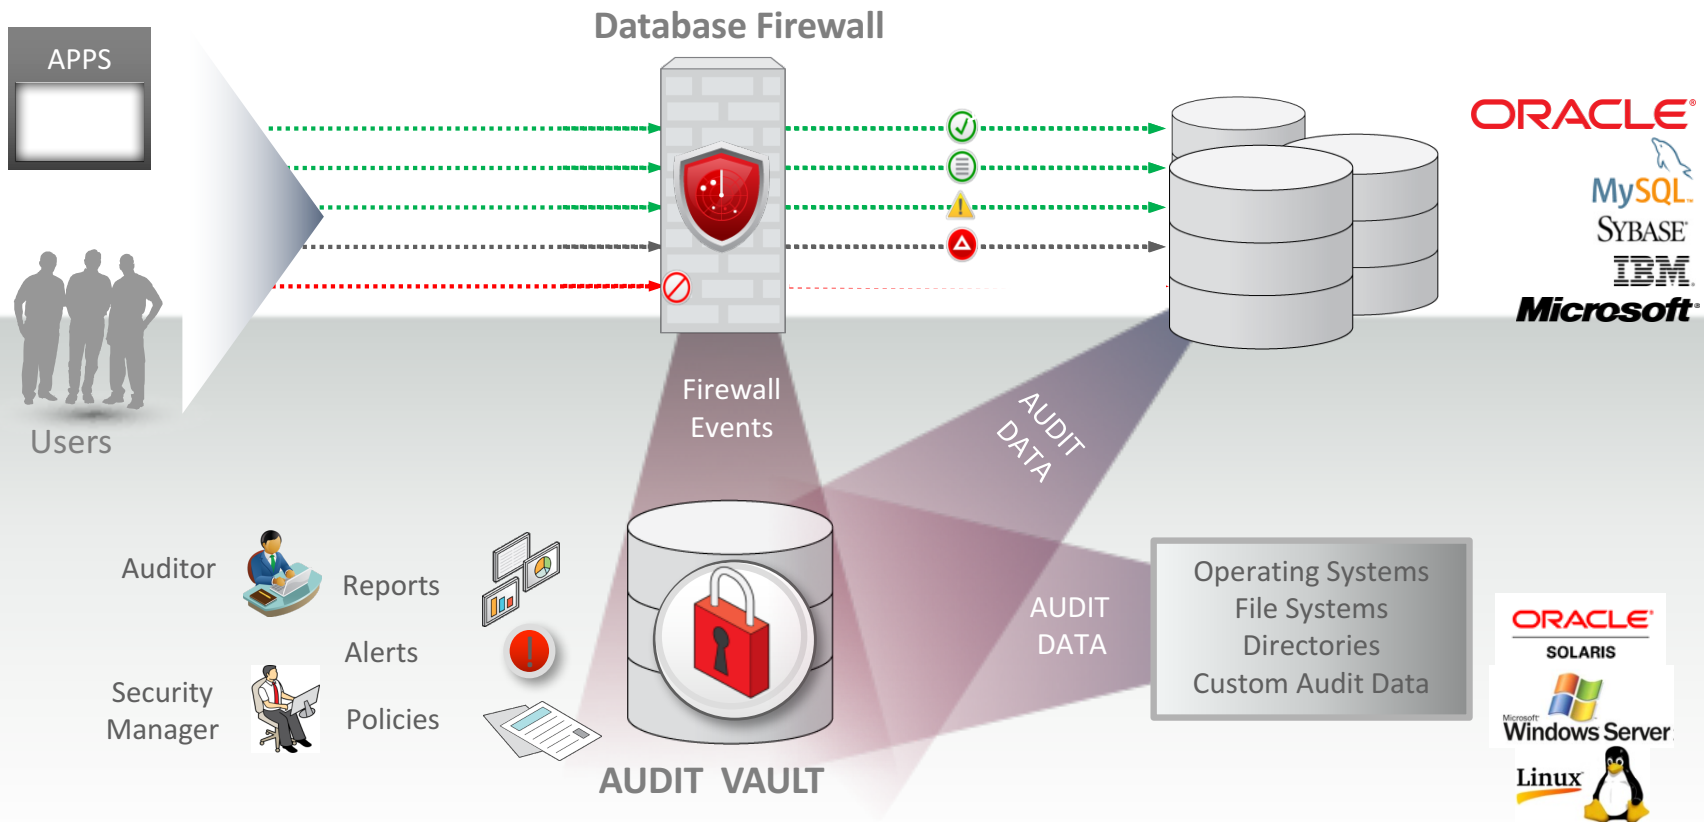 Database Firewall
APPS
ORACLE®
MySQL™
SYBASE®
IBM®
Microsoft®
Users
Firewall
Events
AUDIT
DATA
Auditor
Reports
Alerts
Security
Manager
Policies
AUDIT VAULT
AUDIT
DATA
Operating Systems
File Systems
Directories
Custom Audit Data
ORACLE®
SOLARIS
Microsoft®
Windows Server
Linux